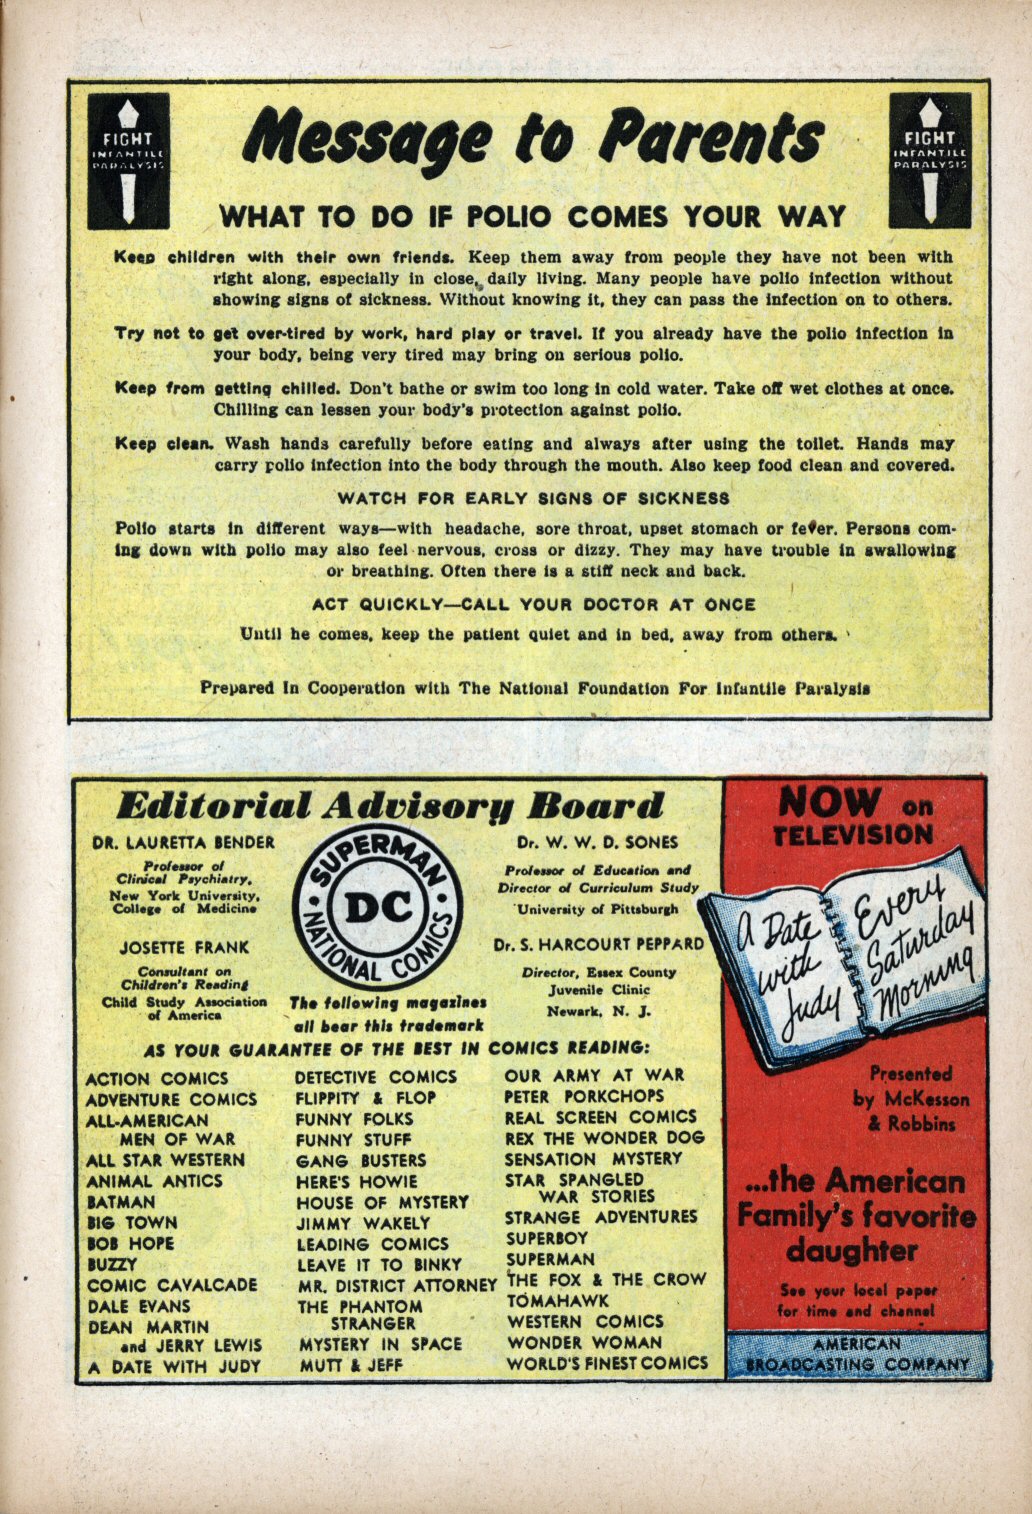 FIGHT
INFANTILE
PARALYSIS
Message to Parents
FIGHT
INFANTILE
PARALYSIS
WHAT TO DO IF POLIO COMES YOUR WAY
Keep children with their own friends. Keep them away from people they have not been with
right along, especially in close, daily living. Many people have polio infection without
showing signs of sickness. Without knowing it, they can pass the infection on to others.
Try not to get over-tired by work, hard play or travel. If you already have the polio infection in
your body, being very tired may bring on serious polio.
Keep from getting chilled. Don't bathe or swim too long in cold water. Take off wet clothes at once.
Chilling can lessen your body's protection against polio.
Keep clean. Wash hands carefully before eating and always after using the toilet. Hands may
carry polio infection into the body through the mouth. Also keep food clean and covered.
WATCH FOR EARLY SIGNS OF SICKNESS
Polio starts in different ways—with headache, sore throat, upset stomach or fever. Persons com-
ing down with polio may also feel nervous, cross or dizzy. They may have trouble in swallowing
or breathing. Often there is a stiff neck and back.
ACT QUICKLY—CALL YOUR DOCTOR AT ONCE
Until he comes, keep the patient quiet and in bed, away from others.
Prepared In Cooperation with The National Foundation For Infantile Paralysis
Editorial Advisory Board
DR. LAURETTA BENDER
Professor of
Clinical Psychiatry,
New York University,
College of Medicine
JOSETTE FRANK
Consultant on
Children's Reading
Child Study Association
of America
SUPERMAN
DC
NATIONAL COMICS
Dr. W. W. D. SONES
Professor of Education and
Director of Curriculum Study
University of Pittsburgh
Dr. S. HARCOURT PEPPARD
Director, Essex County
Juvenile Clinic
Newark, N. J.
The following magazines
all bear this trademark
AS YOUR GUARANTEE OF THE BEST IN COMICS READING:
ACTION COMICS
ADVENTURE COMICS
ALL-AMERICAN
MEN OF WAR
ALL STAR WESTERN
ANIMAL ANTICS
BATMAN
BIG TOWN
BOB HOPE
BUZZY
COMIC CAVALCADE
DALE EVANS
DEAN MARTIN
and JERRY LEWIS
A DATE WITH JUDY
DETECTIVE COMICS
FLIPPITY & FLOP
FUNNY FOLKS
FUNNY STUFF
GANG BUSTERS
HERE'S HOWIE
HOUSE OF MYSTERY
JIMMY WAKELY
LEADING COMICS
LEAVE IT TO BINKY
MR. DISTRICT ATTORNEY
THE PHANTOM
STRANGER
MYSTERY IN SPACE
MUTT & JEFF
OUR ARMY AT WAR
PETER PORKCHOPS
REAL SCREEN COMICS
REX THE WONDER DOG
SENSATION MYSTERY
STAR SPANGLED
WAR STORIES
STRANGE ADVENTURES
SUPERBOY
SUPERMAN
THE FOX & THE CROW
TOMAHAWK
WESTERN COMICS
WONDER WOMAN
WORLD'S FINEST COMICS
NOW on
TELEVISION
A Date
with
Judy
Every
Saturday
Morning
Presented
by McKesson
& Robbins
...the American
Family's favorite
daughter
See your local paper
for time and channel
AMERICAN
BROADCASTING COMPANY